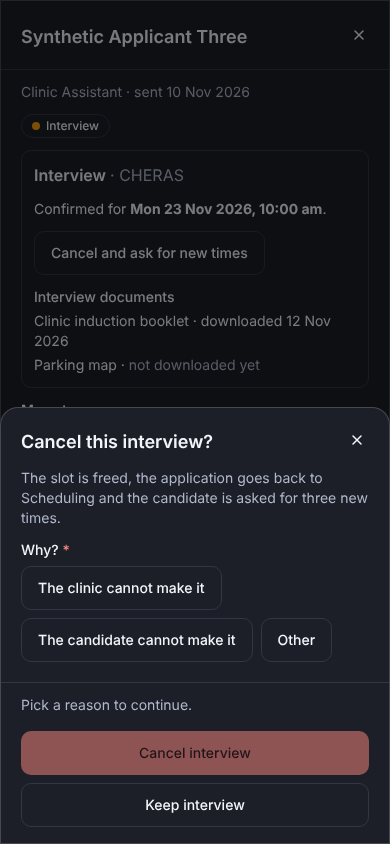 Synthetic Applicant Three
Clinic Assistant · sent 10 Nov 2026
Interview
Interview · CHERAS
Confirmed for Mon 23 Nov 2026, 10:00 am.
Cancel and ask for new times
Interview documents
Clinic induction booklet · downloaded 12 Nov
2026
Parking map · not downloaded yet
Cancel this interview?
The slot is freed, the application goes back to
Scheduling and the candidate is asked for three new
times.
Why? *
The clinic cannot make it
The candidate cannot make it
Other
Pick a reason to continue.
Cancel interview
Keep interview